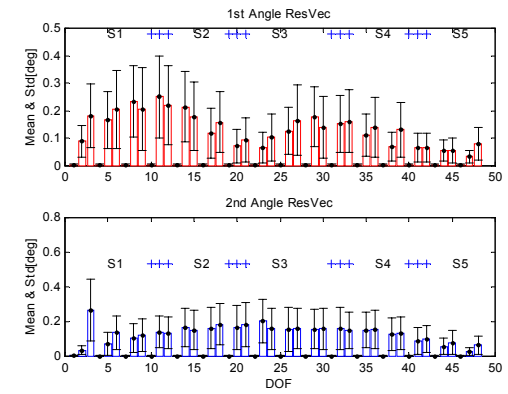 1st Angle ResVec
0.5
S1 S2 S3 S4 S5
0.4
0.3
0.2
0.1
0
Mean & Std[deg]
0 5 10 15 20 25 30 35 40 45 50
2nd Angle ResVec
0.8
0.6
S1 S2 S3 S4 S5
0.4
0.2
0
Mean & Std[deg]
0 5 10 15 20 25 30 35 40 45 50
DOF